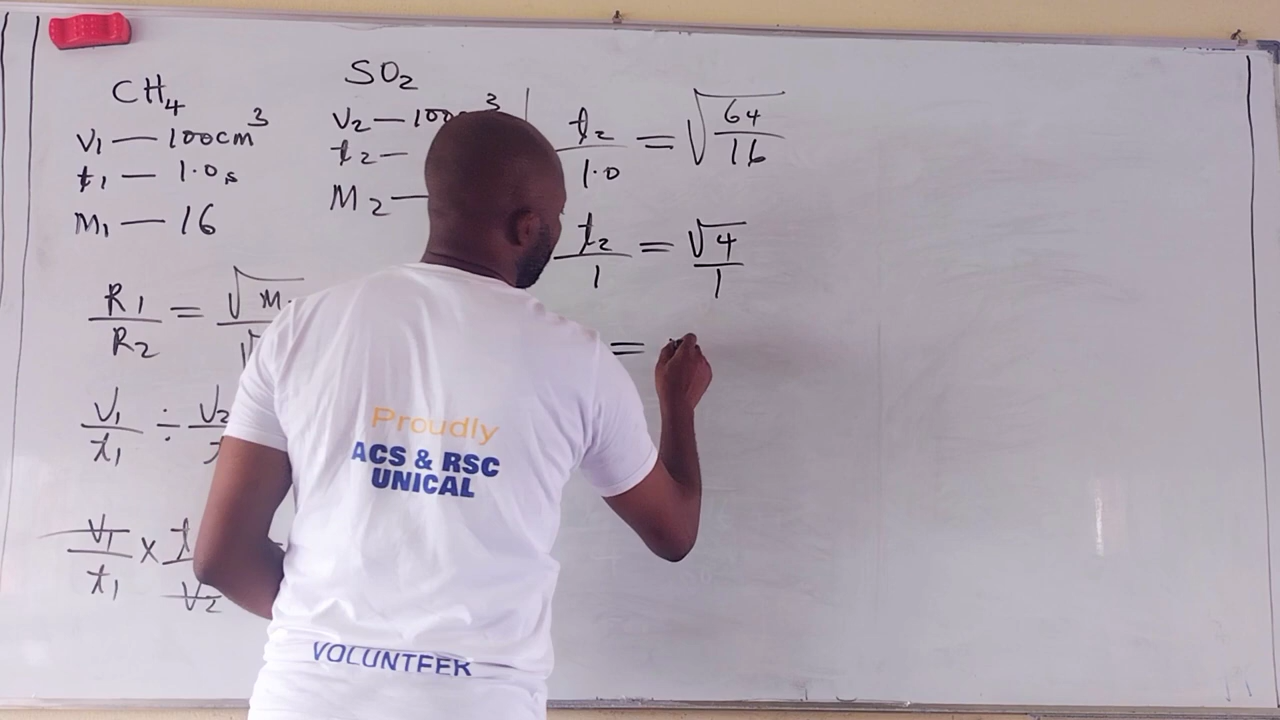 CH₄
V₁ — 100cm³
t₁ — 1.0s
M₁ — 16
SO₂
V₂ — 100 ³
t₂ —
M₂ —
R₁/R₂ = √M
V₁/t₁ ÷ V₂
V₁/t₁ × t / V₂
t₂/1.0 = √(64/16)
t₂/1 = √4/1
=
Proudly
ACS & RSC
UNICAL
VOLUNTEER